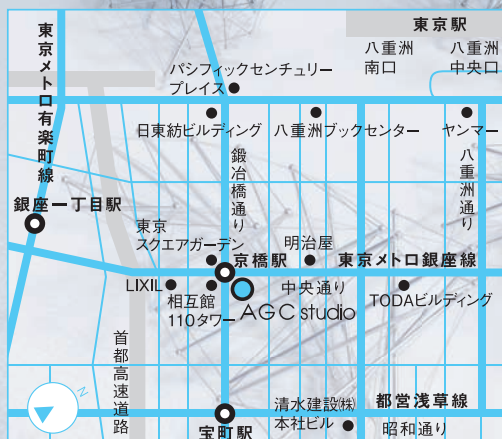 東京駅
八重洲
南口
八重洲
中央口
東京メトロ有楽町線
パシフィックセンチュリー
プレイス
日東紡ビルディング
八重洲ブックセンター
ヤンマー
鍛冶橋通り
八重洲通り
銀座一丁目駅
東京
スクエアガーデン
明治屋
京橋駅
東京メトロ銀座線
LIXIL
相互館
110タワー
中央通り
TODAビルディング
AGC studio
首都高速道路
N
清水建設㈱
本社ビル
都営浅草線
宝町駅
昭和通り